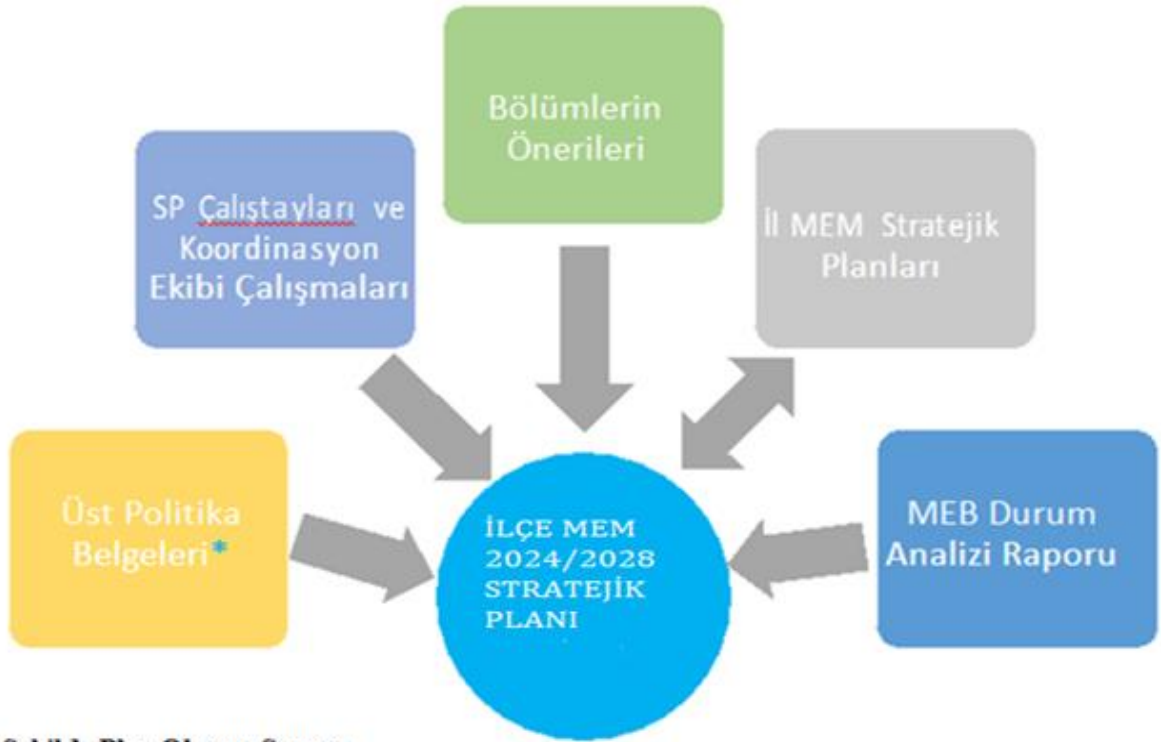 Bölümlerin
Önerileri
SP Çalıştayları ve
Koordinasyon
Ekibi Çalışmaları
İl MEM Stratejik
Planları
Üst Politika
Belgeleri*
MEB Durum
Analizi Raporu
İLÇE MEM
2024/2028
STRATEJİK
PLANI